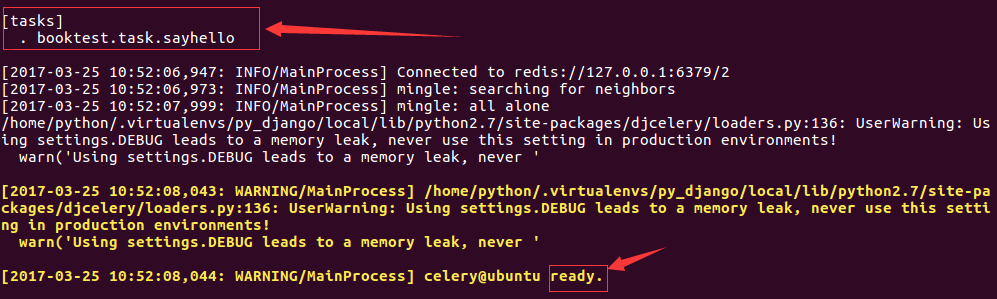 [tasks]
. booktest.task.sayhello
[2017-03-25 10:52:06,947: INFO/MainProcess] Connected to redis://127.0.0.1:6379/2
[2017-03-25 10:52:06,973: INFO/MainProcess] mingle: searching for neighbors
[2017-03-25 10:52:07,999: INFO/MainProcess] mingle: all alone
/home/python/.virtualenvs/py_django/local/lib/python2.7/site-packages/djcelery/loaders.py:136: UserWarning: Us
ing settings.DEBUG leads to a memory leak, never use this setting in production environments!
warn('Using settings.DEBUG leads to a memory leak, never '
[2017-03-25 10:52:08,043: WARNING/MainProcess] /home/python/.virtualenvs/py_django/local/lib/python2.7/site-pa
ckages/djcelery/loaders.py:136: UserWarning: Using settings.DEBUG leads to a memory leak, never use this setti
ng in production environments!
warn('Using settings.DEBUG leads to a memory leak, never '
[2017-03-25 10:52:08,044: WARNING/MainProcess] celery@ubuntu ready.